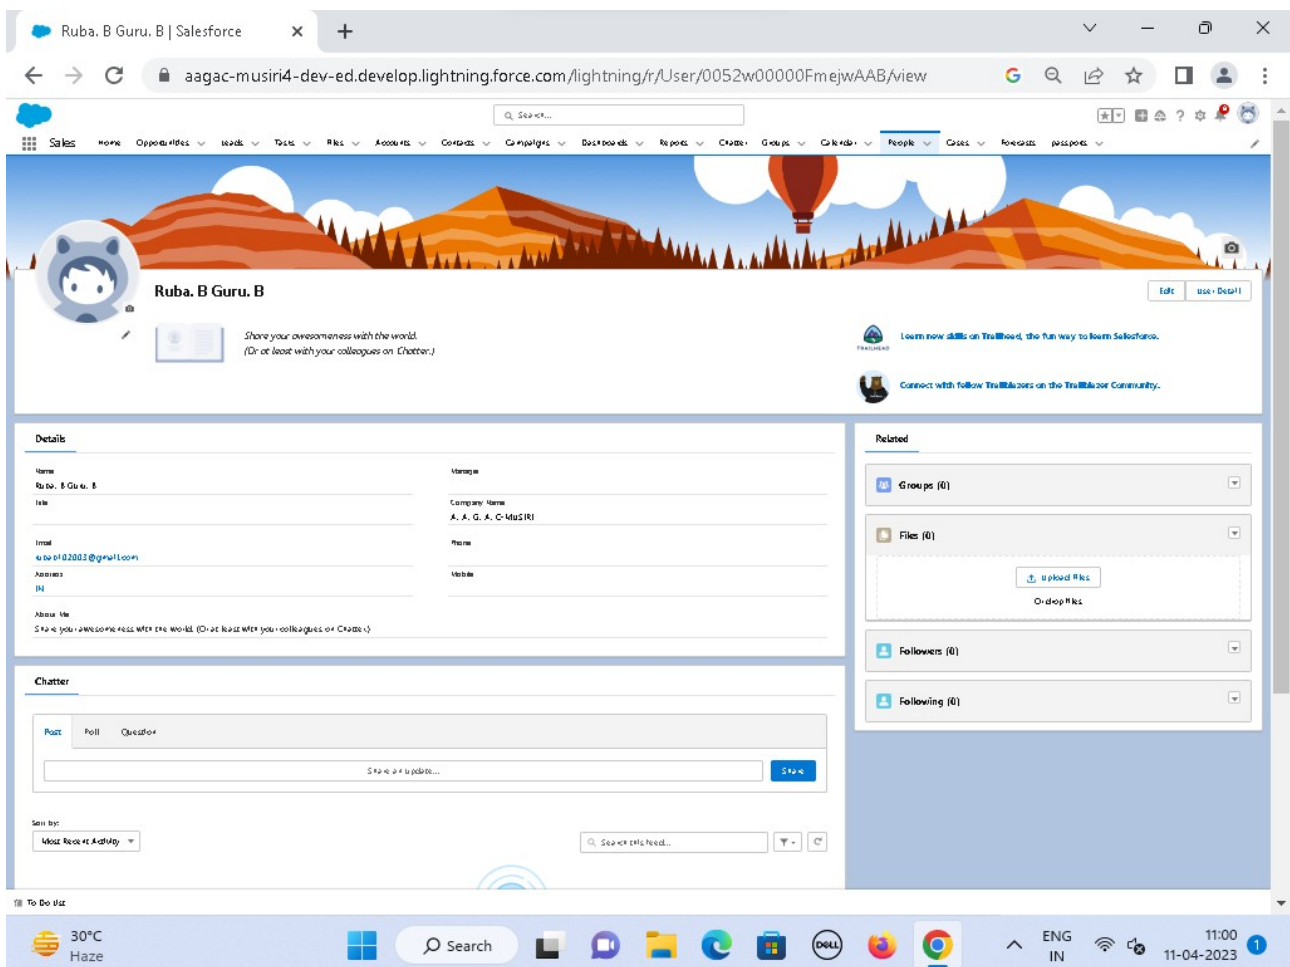 Ruba. B Guru. B | Salesforce
aagac-musiri4-dev-ed.develop.lightning.force.com/lightning/r/User/0052w00000FmejwAAB/view
Search...
Sales Home Opportunities Leads Tasks Files Accounts Contacts Campaigns Dashboards Reports Chatter Groups Calendar People Cases Forecasts passports
Ruba. B Guru. B
Edit User Detail
Share your awesomeness with the world.
(Or at least with your colleagues on Chatter.)
TRAILHEAD
Learn new skills on Trailhead, the fun way to learn Salesforce.
Connect with fellow Trailblazers on the Trailblazer Community.
Details
Name
Ruba. B Guru. B
Manager
Title
Company Name
A. A. G. A. C-MUSIRI
Email
Phone
Address
IN
Mobile
About Me
Share your awesomeness with the world. (Or at least with your colleagues on Chatter.)
Related
Groups (0)
Files (0)
Upload Files
Or drop files
Followers (0)
Following (0)
Chatter
Post Poll Question
Share an update...
Share
Sort by:
Most Recent Activity
Search this feed...
To Do List
30°C
Haze
Search
DELL
ENG
IN
11:00
11-04-2023
1